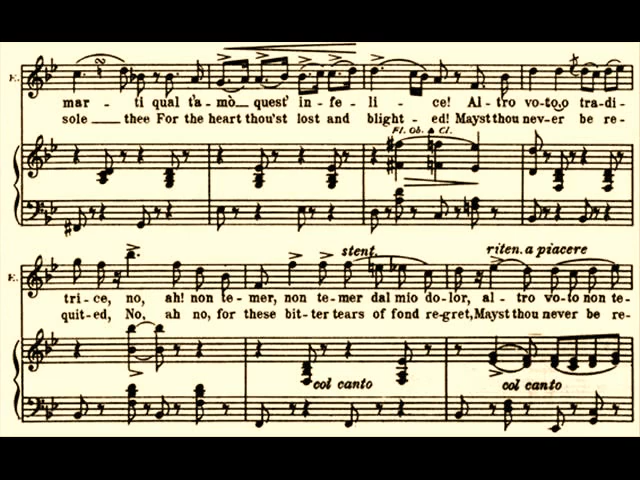 E.
mar - - ti qual t'a - mò quest' in - fe - li - ce! Al - tro vo - to o tra - di -
sole thee For the heart thou'st lost and blight - ed! Mayst thou nev - er be re -
Fl. Ob. & Cl.
stent. riten. a piacere
E.
tri - ce, no, ah! non te - mer, non te - mer dal mio do - lor, al - tro vo - to non te -
quit - ed, No, ah no, for these bit - ter tears of fond re - gret, Mayst thou never be re -
col canto col canto